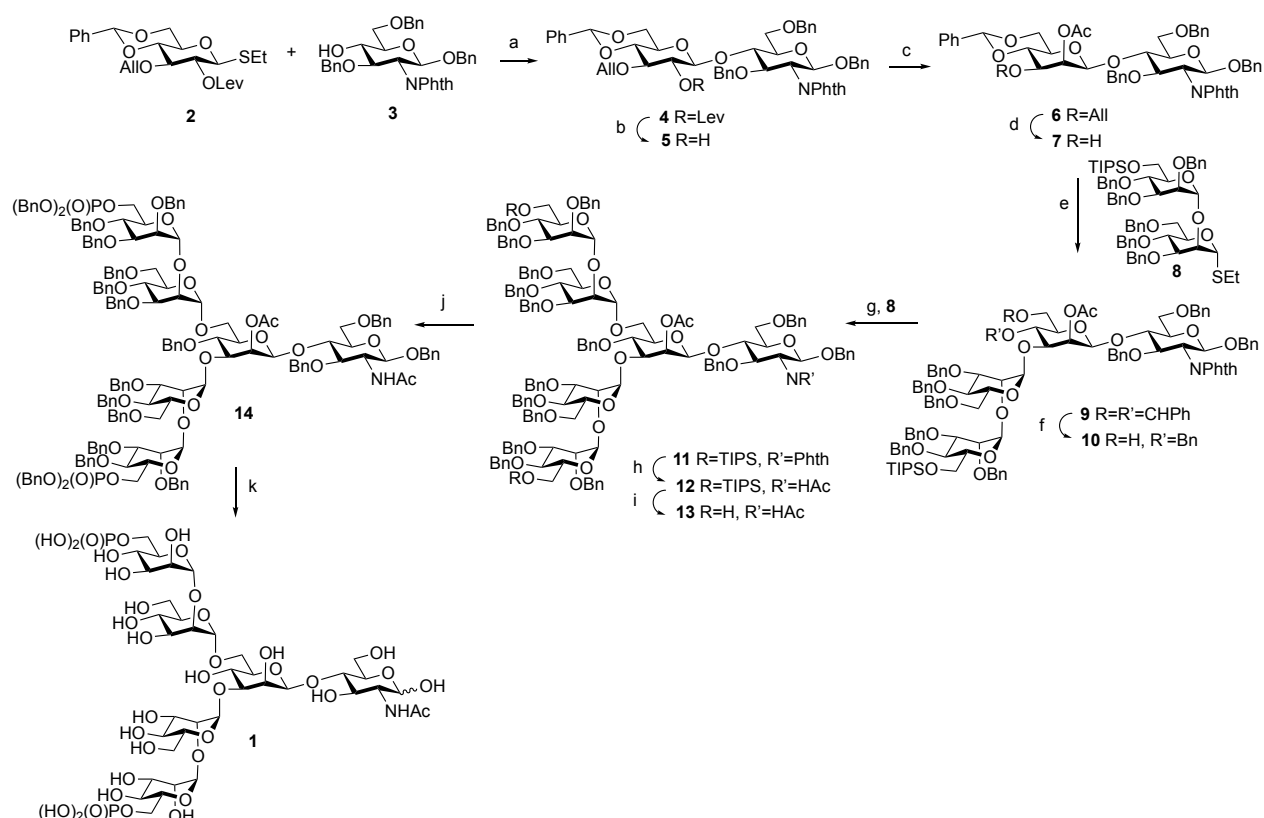 Ph
O
O
O
AllO
SEt
OLev
2
+
OBn
HO
O
BnO
OBn
NPhth
3
a
Ph
O
O
O
AllO
OR
O
OBn
O
BnO
OBn
NPhth
4 R=Lev
b
5 R=H
c
Ph
O
O
OAc
O
RO
O
OBn
O
BnO
OBn
NPhth
6 R=All
d
7 R=H
e
TIPSO
OBn
O
BnO
BnO
O
BnO
BnO
O
BnO
SEt
8
RO
OAc
R'O
O
O
O
OBn
O
BnO
OBn
NPhth
BnO
BnO
BnO
O
O
BnO
BnO
O
TIPSO
OBn
9 R=R'=CHPh
f
10 R=H, R'=Bn
g, 8
RO
OBn
BnO
O
BnO
O
BnO
BnO
O
BnO
O
OAc
BnO
O
O
O
OBn
O
BnO
OBn
NR'
BnO
BnO
BnO
O
O
BnO
BnO
O
RO
OBn
11 R=TIPS, R'=Phth
h
12 R=TIPS, R'=HAc
i
13 R=H, R'=HAc
j
(BnO)2(O)PO
OBn
BnO
O
BnO
O
BnO
BnO
O
BnO
O
OAc
BnO
O
O
O
OBn
O
BnO
OBn
NHAc
BnO
BnO
BnO
O
O
BnO
BnO
O
(BnO)2(O)PO
OBn
14
k
(HO)2(O)PO
OH
HO
O
HO
O
HO
HO
O
HO
O
OH
HO
O
O
O
OH
O
HO
OH
NHAc
HO
HO
HO
O
O
HO
HO
O
(HO)2(O)PO
OH
1